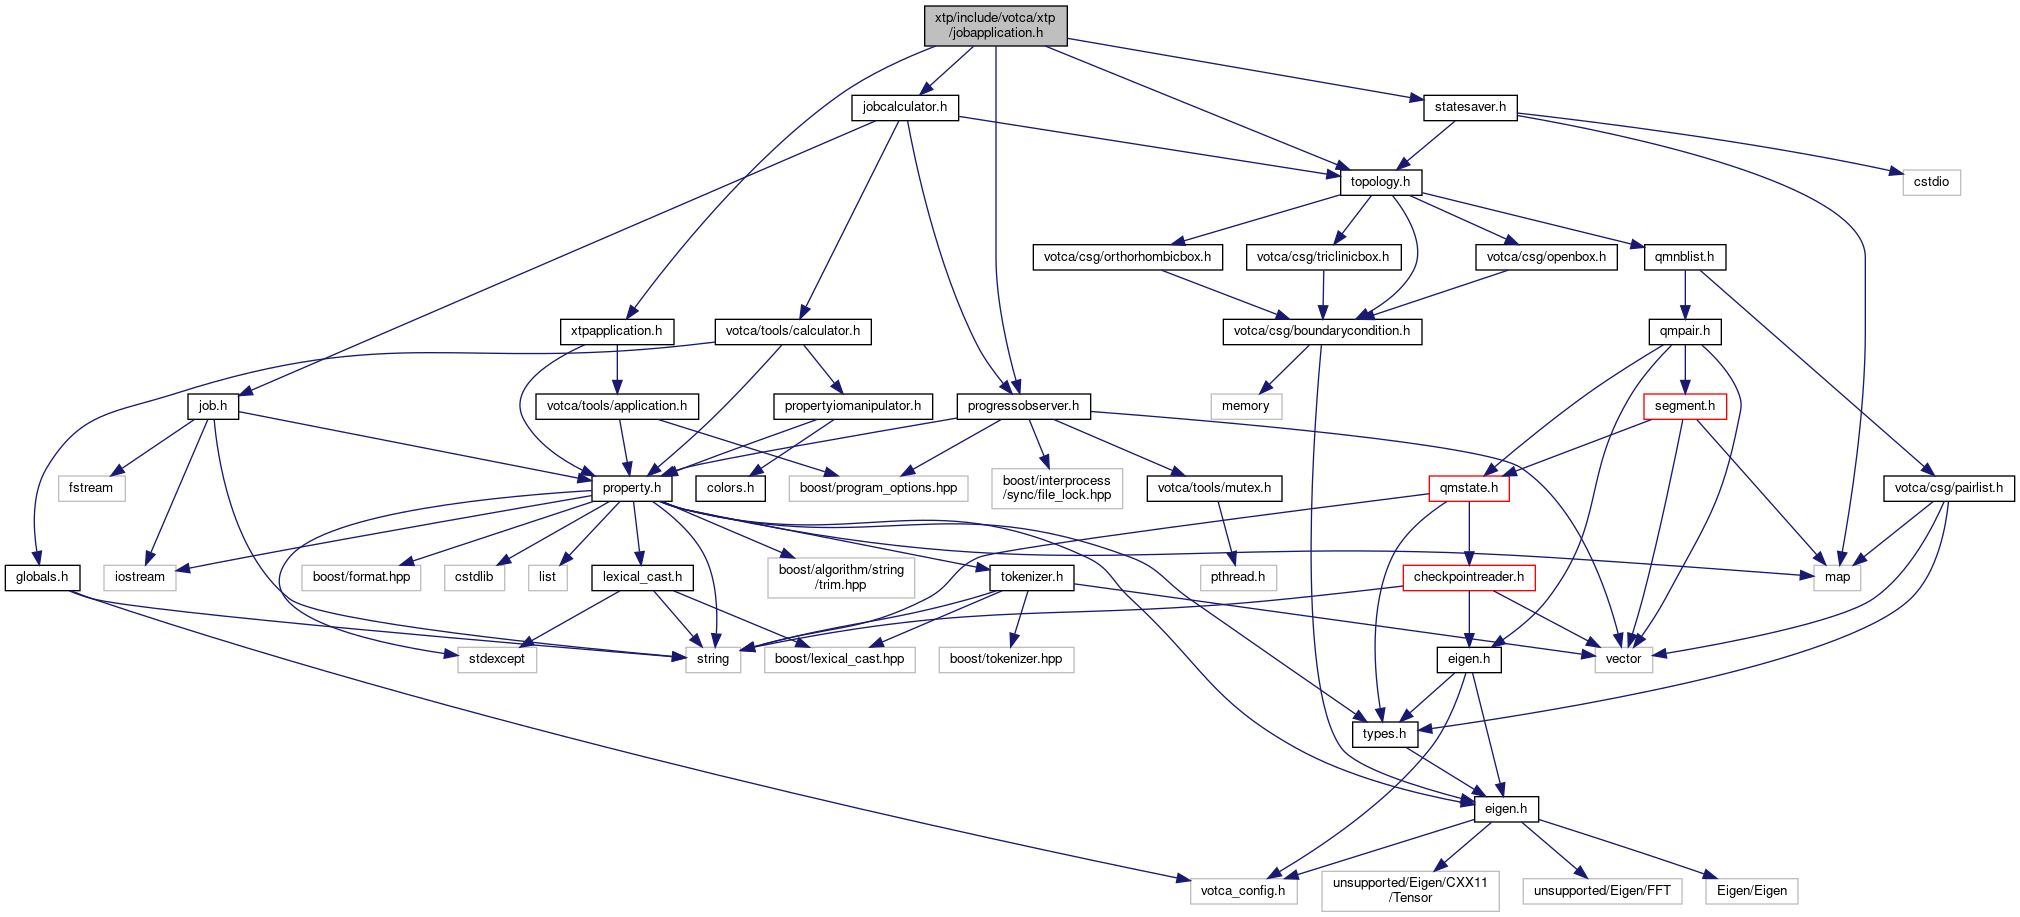 xtp/include/votca/xtp
/jobapplication.h
jobcalculator.h
statesaver.h
topology.h
cstdio
votca/csg/orthorhombicbox.h
votca/csg/triclinicbox.h
votca/csg/openbox.h
qmnblist.h
xtpapplication.h
votca/tools/calculator.h
votca/csg/boundarycondition.h
qmpair.h
job.h
votca/tools/application.h
propertyiomanipulator.h
progressobserver.h
memory
segment.h
fstream
property.h
colors.h
boost/program_options.hpp
boost/interprocess
/sync/file_lock.hpp
votca/tools/mutex.h
qmstate.h
votca/csg/pairlist.h
globals.h
iostream
boost/format.hpp
cstdlib
list
lexical_cast.h
boost/algorithm/string
/trim.hpp
tokenizer.h
pthread.h
checkpointreader.h
map
stdexcept
string
boost/lexical_cast.hpp
boost/tokenizer.hpp
eigen.h
vector
types.h
eigen.h
votca_config.h
unsupported/Eigen/CXX11
/Tensor
unsupported/Eigen/FFT
Eigen/Eigen